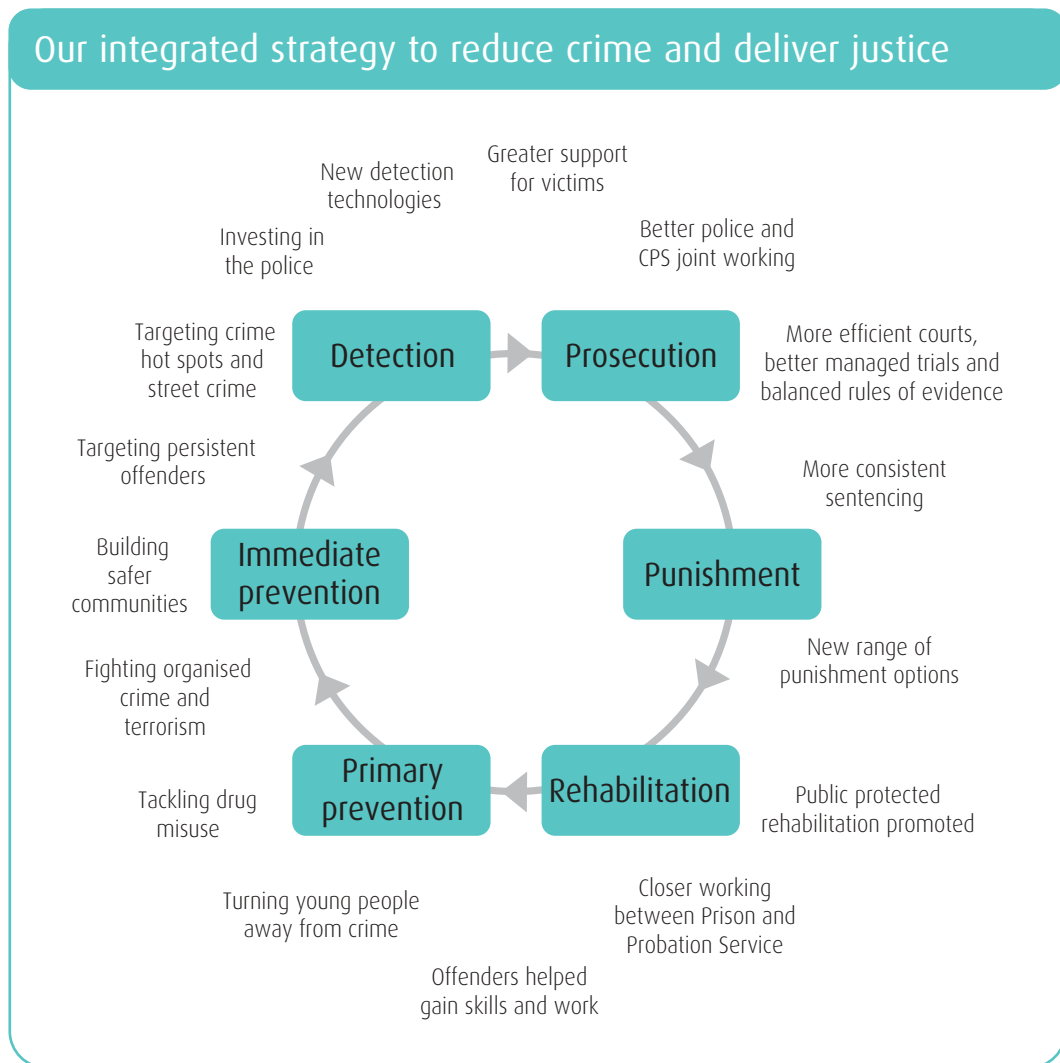 Our integrated strategy to reduce crime and deliver justice
Greater support
for victims
New detection
technologies
Better police and
CPS joint working
Investing in
the police
Targeting crime
hot spots and
street crime
Detection
Prosecution
More efficient courts,
better managed trials and
balanced rules of evidence
Targeting persistent
offenders
More consistent
sentencing
Building
safer
communities
Immediate
prevention
Punishment
Fighting organised
crime and
terrorism
New range of
punishment options
Primary
prevention
Rehabilitation
Tackling drug
misuse
Public protected
rehabilitation promoted
Turning young people
away from crime
Closer working
between Prison and
Probation Service
Offenders helped
gain skills and work